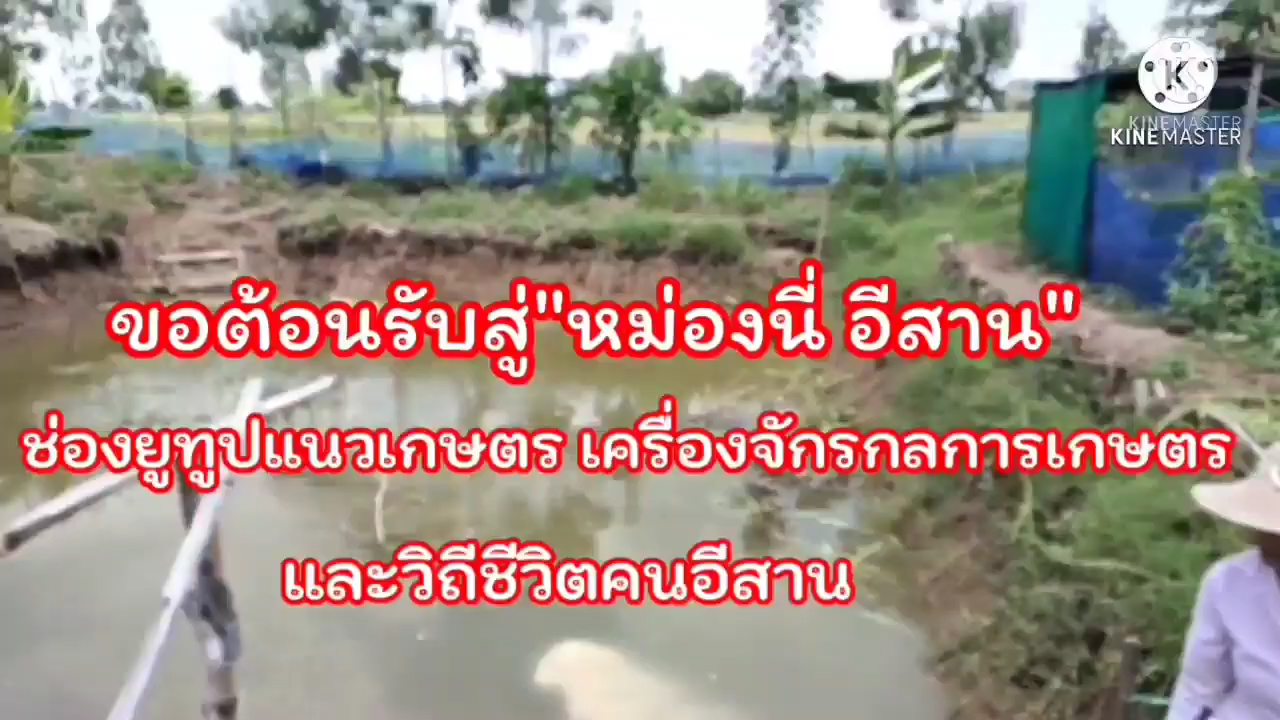 KINEMASTER
KINEMASTER
ขอต้อนรับสู่"หม่องนี่ อีสาน"
ช่องยูทูปแนวเกษตร เครื่องจักรกลการเกษตร
และวิถีชีวิตคนอีสาน